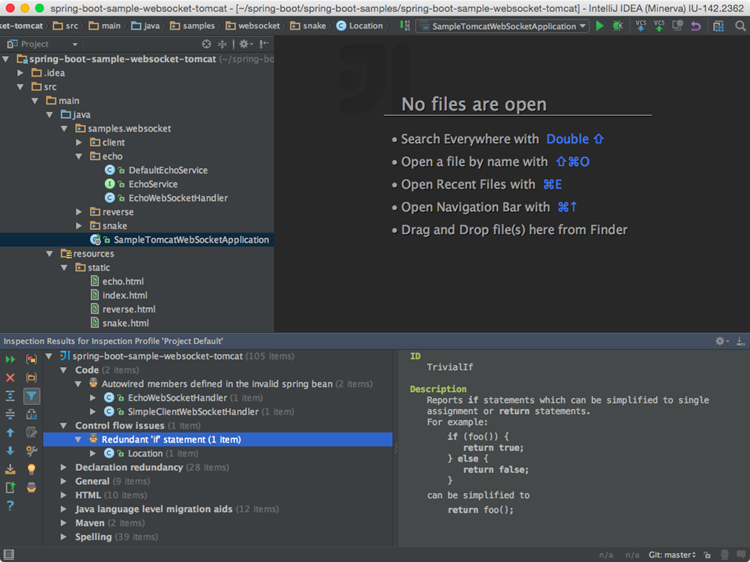 spring-boot-sample-websocket-tomcat - [~/spring-boot/spring-boot-samples/spring-boot-sample-websocket-tomcat] - IntelliJ IDEA (Minerva) IU-142.2362
ket-tomcat src main java samples websocket snake Location SampleTomcatWebSocketApplication VCS VCS
Project
spring-boot-sample-websocket-tomcat (~/spring-bo
.idea
src
main
java
samples.websocket
client
echo
DefaultEchoService
EchoService
EchoWebSocketHandler
reverse
snake
SampleTomcatWebSocketApplication
resources
static
echo.html
index.html
reverse.html
snake.html
No files are open
• Search Everywhere with Double ⇧
• Open a file by name with ⇧⌘O
• Open Recent Files with ⌘E
• Open Navigation Bar with ⌘↑
• Drag and Drop file(s) here from Finder
Inspection Results for Inspection Profile 'Project Default'
spring-boot-sample-websocket-tomcat (105 items)
Code (2 items)
Autowired members defined in the invalid spring bean (2 items)
EchoWebSocketHandler (1 item)
SimpleClientWebSocketHandler (1 item)
Control flow issues (1 item)
Redundant 'if' statement (1 item)
Location (1 item)
Declaration redundancy (28 items)
General (9 items)
HTML (10 items)
Java language level migration aids (12 items)
Maven (2 items)
Spelling (39 items)
ID
TrivialIf
Description
Reports if statements which can be simplified to single
assignment or return statements.
For example:
if (foo()) {
return true;
} else {
return false;
}
can be simplified to
return foo();
n/a n/a Git: master